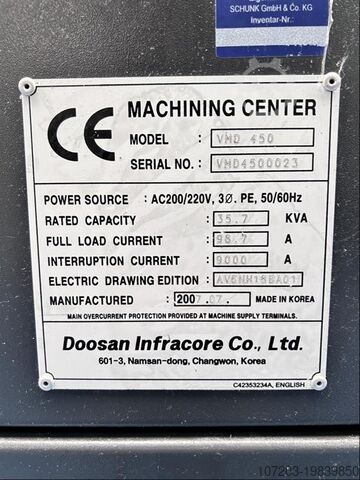 SCHUNK GmbH & Co. KG
Inventar-Nr.:
CE
MACHINING CENTER
MODEL : VMD 450
SERIAL NO. : VMD4500023
POWER SOURCE : AC200/220V, 3Ø. PE, 50/60Hz
RATED CAPACITY : 35.7 KVA
FULL LOAD CURRENT : 98.7 A
INTERRUPTION CURRENT : 9000 A
ELECTRIC DRAWING EDITION : AV6NH16EA01
MANUFACTURED : 2007.07. MADE IN KOREA
MAIN OVERCURRENT PROTECTION PROVIDED AT MACHINE SUPPLY TERMINALS.
Doosan Infracore Co., Ltd.
601-3, Namsan-dong, Changwon, Korea
C42353234A, ENGLISH
107203-19839850